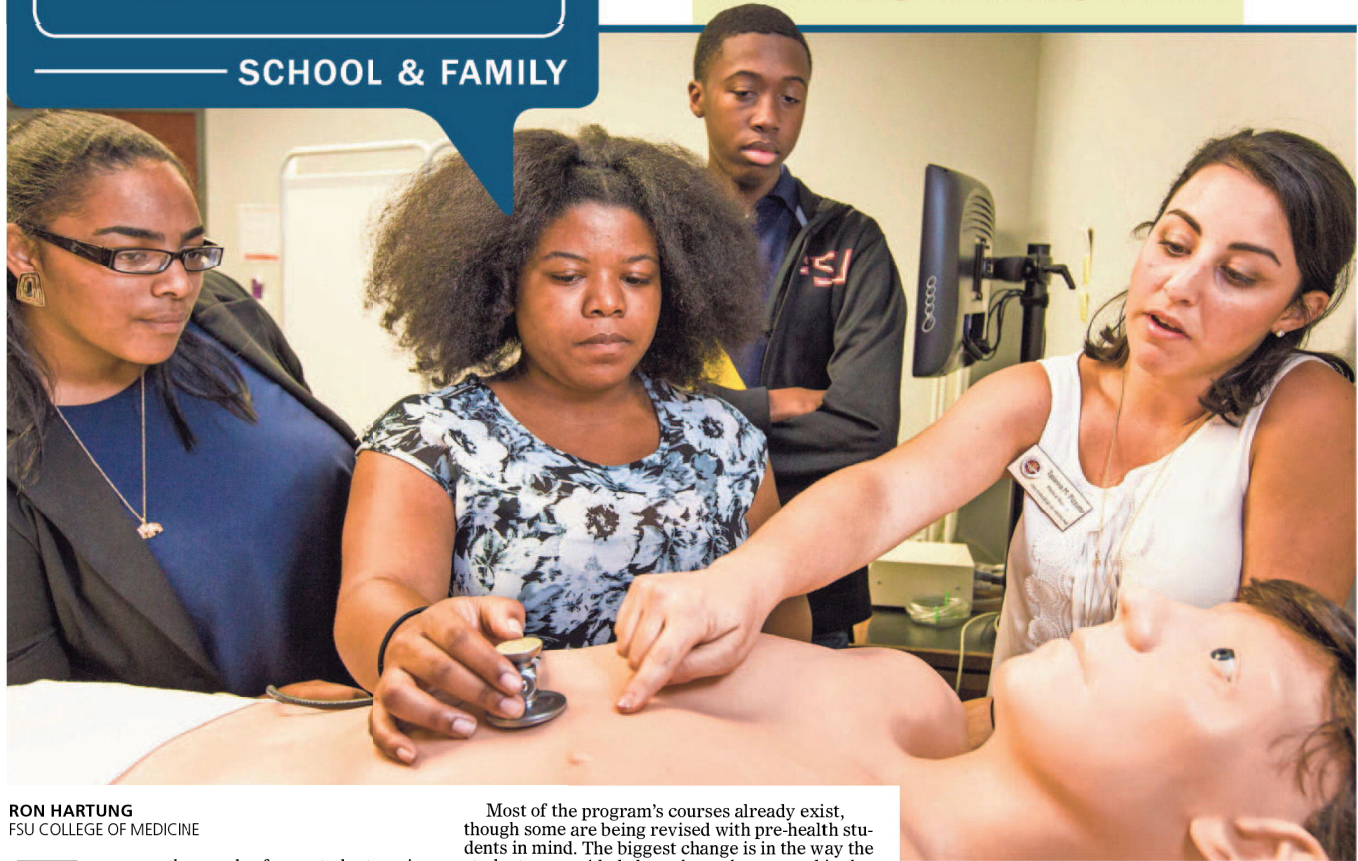 SCHOOL & FAMILY
FSU
RON HARTUNG
FSU COLLEGE OF MEDICINE
Most of the program's courses already exist,
though some are being revised with pre-health stu-
dents in mind. The biggest change is in the way the